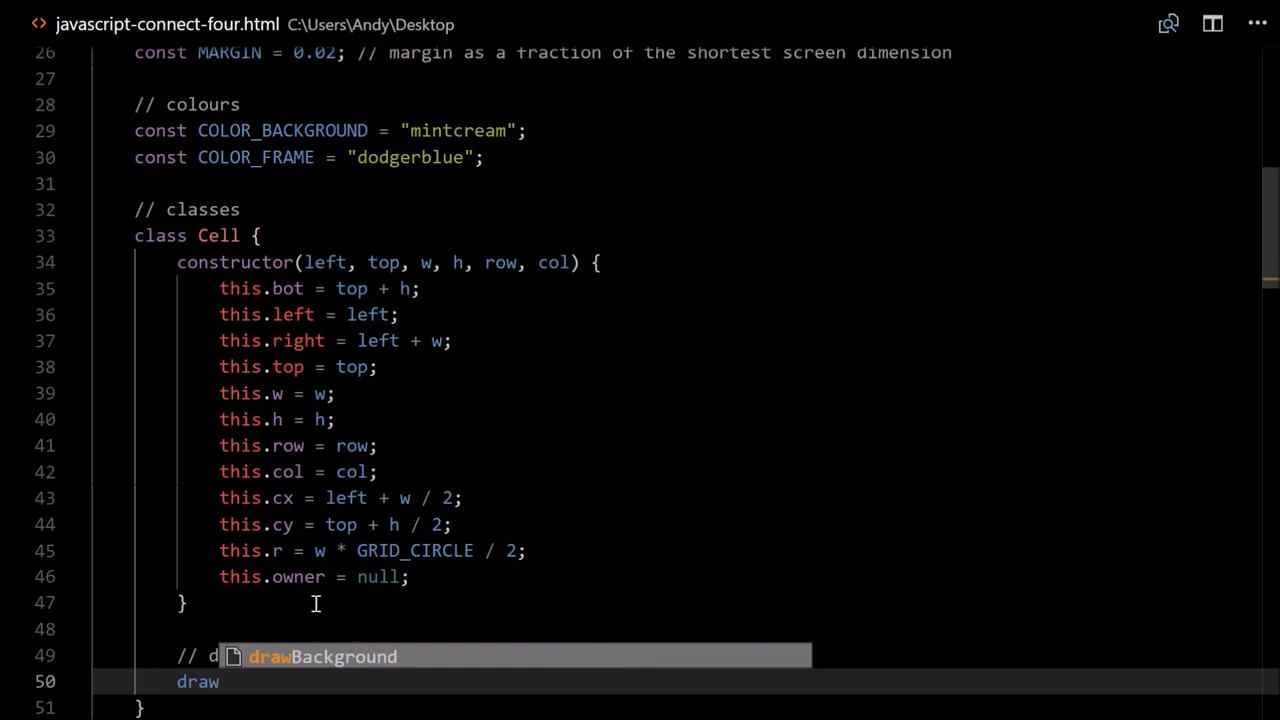 javascript-connect-four.html C:\Users\Andy\Desktop
26 const MARGIN = 0.02; // margin as a fraction of the shortest screen dimension
27
28 // colours
29 const COLOR_BACKGROUND = "mintcream";
30 const COLOR_FRAME = "dodgerblue";
31
32 // classes
33 class Cell {
34 constructor(left, top, w, h, row, col) {
35 this.bot = top + h;
36 this.left = left;
37 this.right = left + w;
38 this.top = top;
39 this.w = w;
40 this.h = h;
41 this.row = row;
42 this.col = col;
43 this.cx = left + w / 2;
44 this.cy = top + h / 2;
45 this.r = w * GRID_CIRCLE / 2;
46 this.owner = null;
47 }
48
49 // d drawBackground
50 draw
51 }